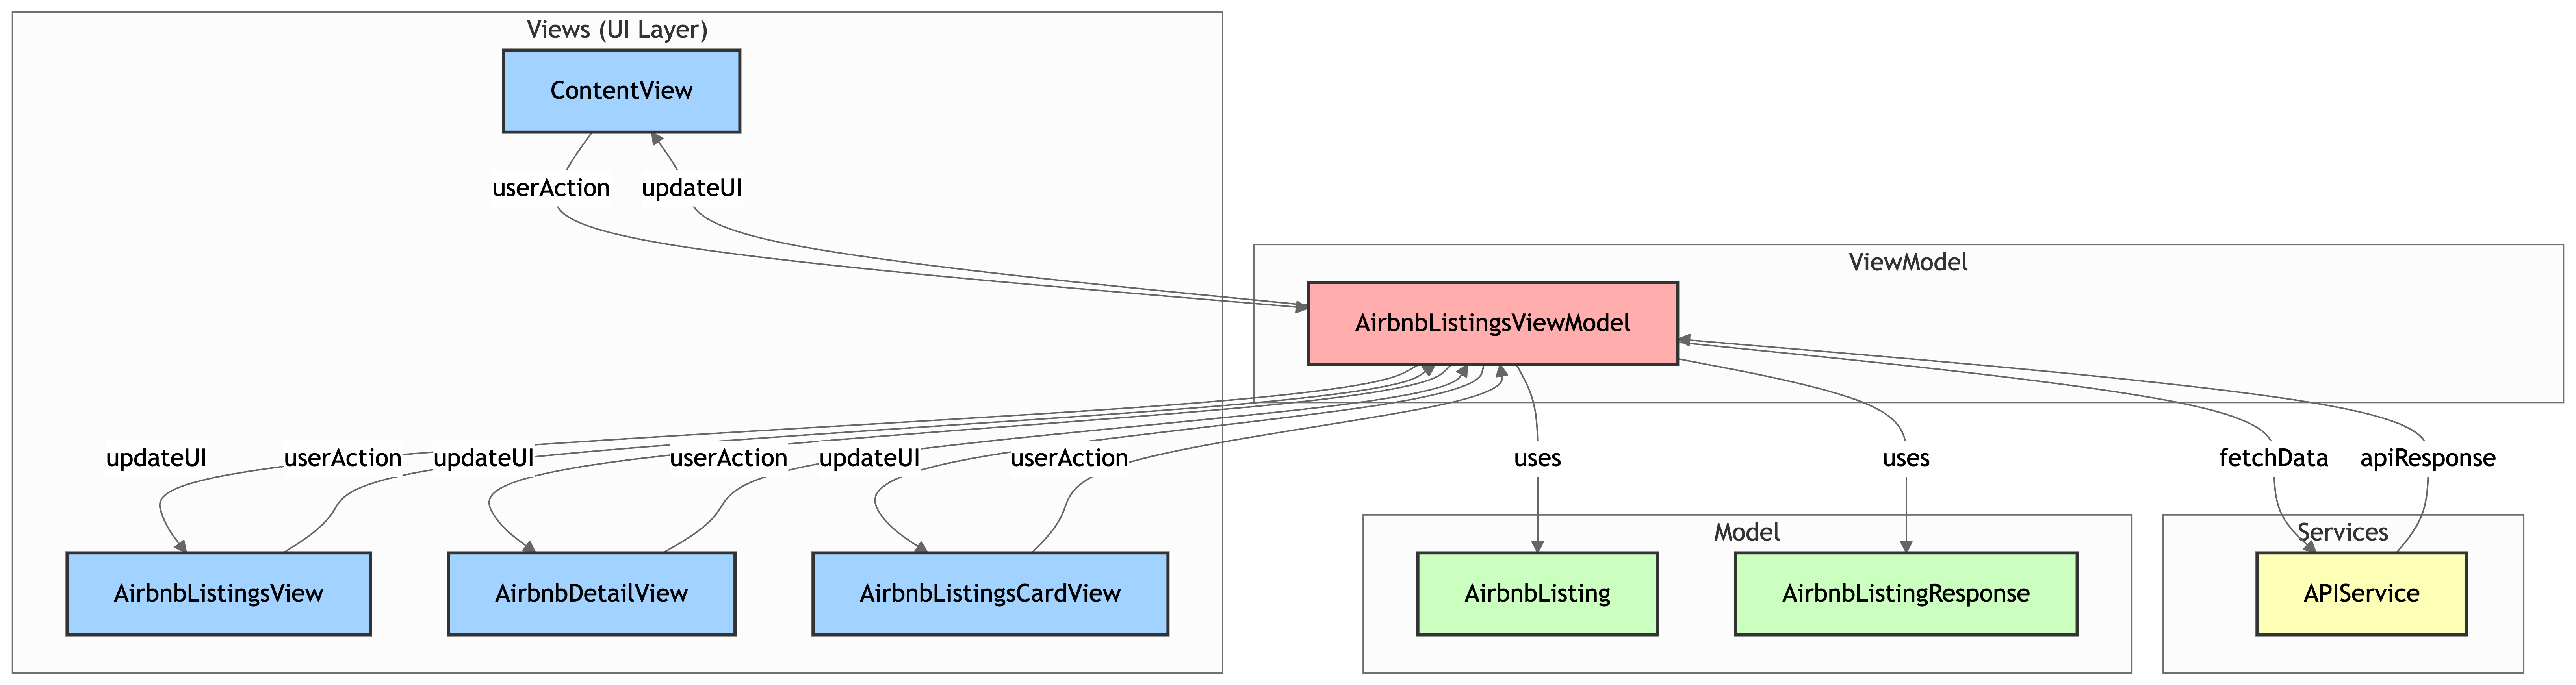 Views (UI Layer)
ContentView
userAction
updateUI
ViewModel
AirbnbListingsViewModel
updateUI
userAction
updateUI
userAction
updateUI
userAction
uses
uses
fetchData
apiResponse
Model
Services
AirbnbListingsView
AirbnbDetailView
AirbnbListingsCardView
AirbnbListing
AirbnbListingResponse
APIService